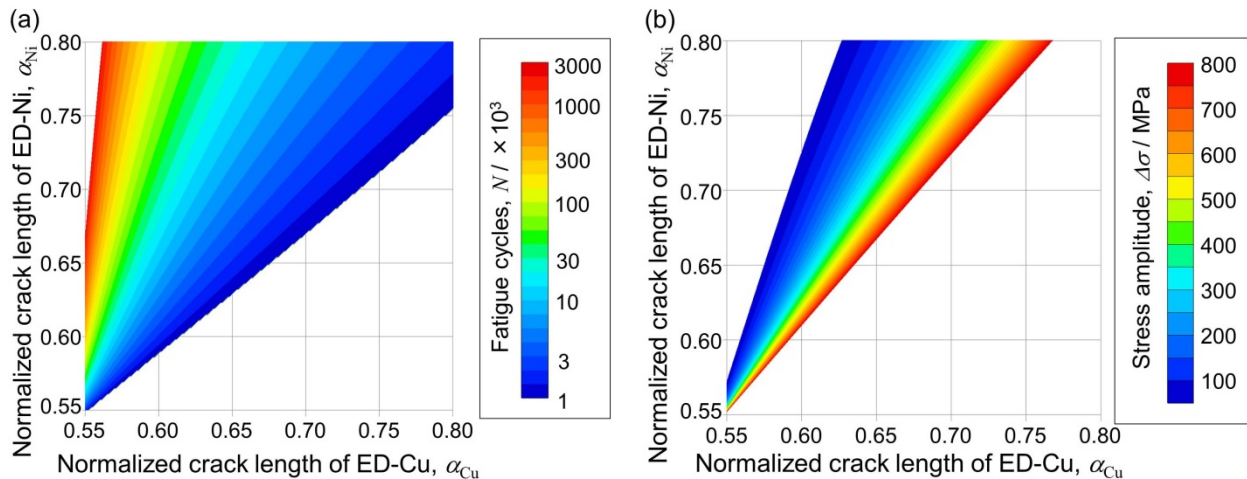 (a)
Normalized crack length of ED-Ni, αNi
0.80
0.75
0.70
0.65
0.60
0.55
0.55 0.60 0.65 0.70 0.75 0.80
Normalized crack length of ED-Cu, αCu
Fatigue cycles, N / × 10³
3000
1000
300
100
30
10
3
1
(b)
Normalized crack length of ED-Ni, αNi
0.80
0.75
0.70
0.65
0.60
0.55
0.55 0.60 0.65 0.70 0.75 0.80
Normalized crack length of ED-Cu, αCu
Stress amplitude, Δσ / MPa
800
700
600
500
400
300
200
100